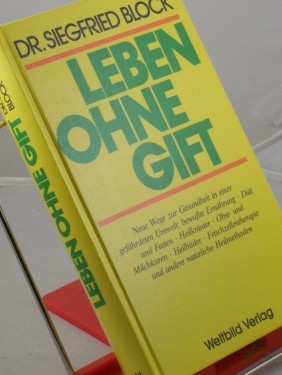 DR. SIEGFRIED BLOCK
LEBEN
OHNE
GIFT
Neue Wege zur Gesundheit in einer
gefährdeten Umwelt: bewußte Ernährung · Diät
und Fasten · Heilkräuter · Obst- und
Milchkuren · Heilbäder · Frischzellentherapie
und andere natürliche Heilmethoden
Weltbild Verlag
BLOCK
LEBEN OHNE GIFT